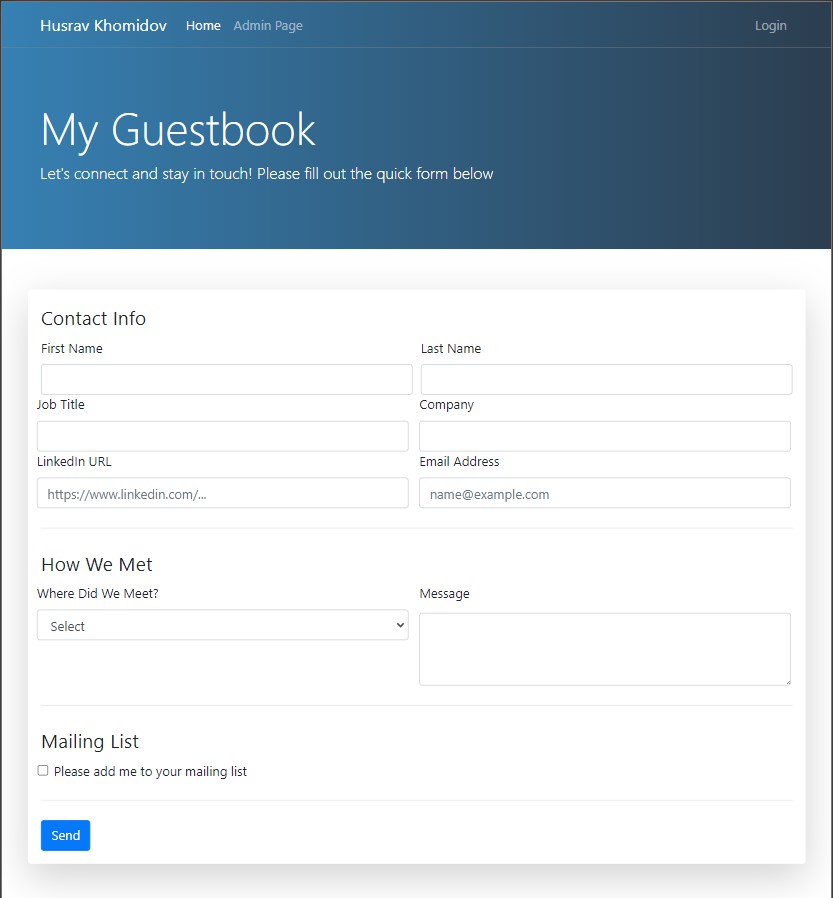 Husrav Khomidov Home Admin Page Login
My Guestbook
Let's connect and stay in touch! Please fill out the quick form below
Contact Info
First Name Last Name
Job Title Company
LinkedIn URL Email Address
https://www.linkedin.com/... name@example.com
How We Met
Where Did We Meet? Message
Select
Mailing List
Please add me to your mailing list
Send